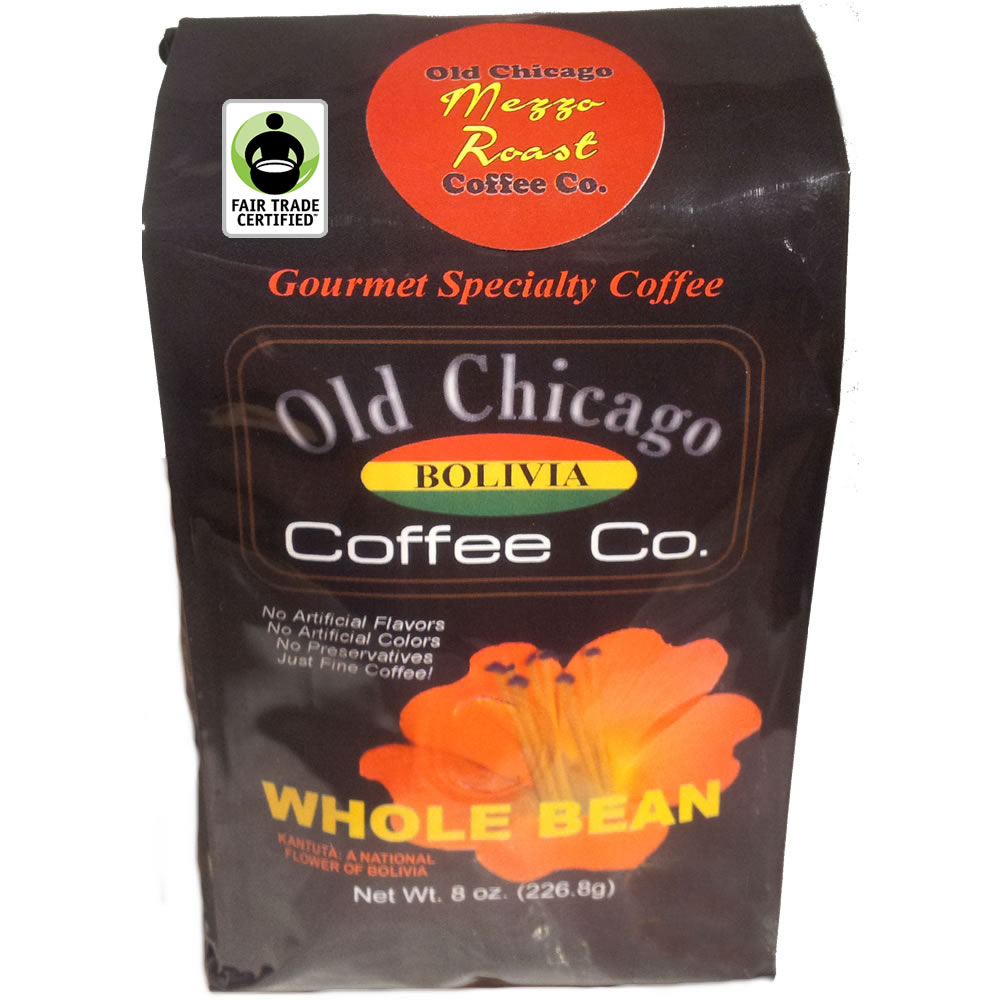 Old Chicago
Mezzo
Roast
Coffee Co.
FAIR TRADE
CERTIFIED™
Gourmet Specialty Coffee
Old Chicago
BOLIVIA
Coffee Co.
No Artificial Flavors
No Artificial Colors
No Preservatives
Just Fine Coffee!
WHOLE BEAN
KANTUTA: A NATIONAL
FLOWER OF BOLIVIA
Net Wt. 8 oz. (226.8g)